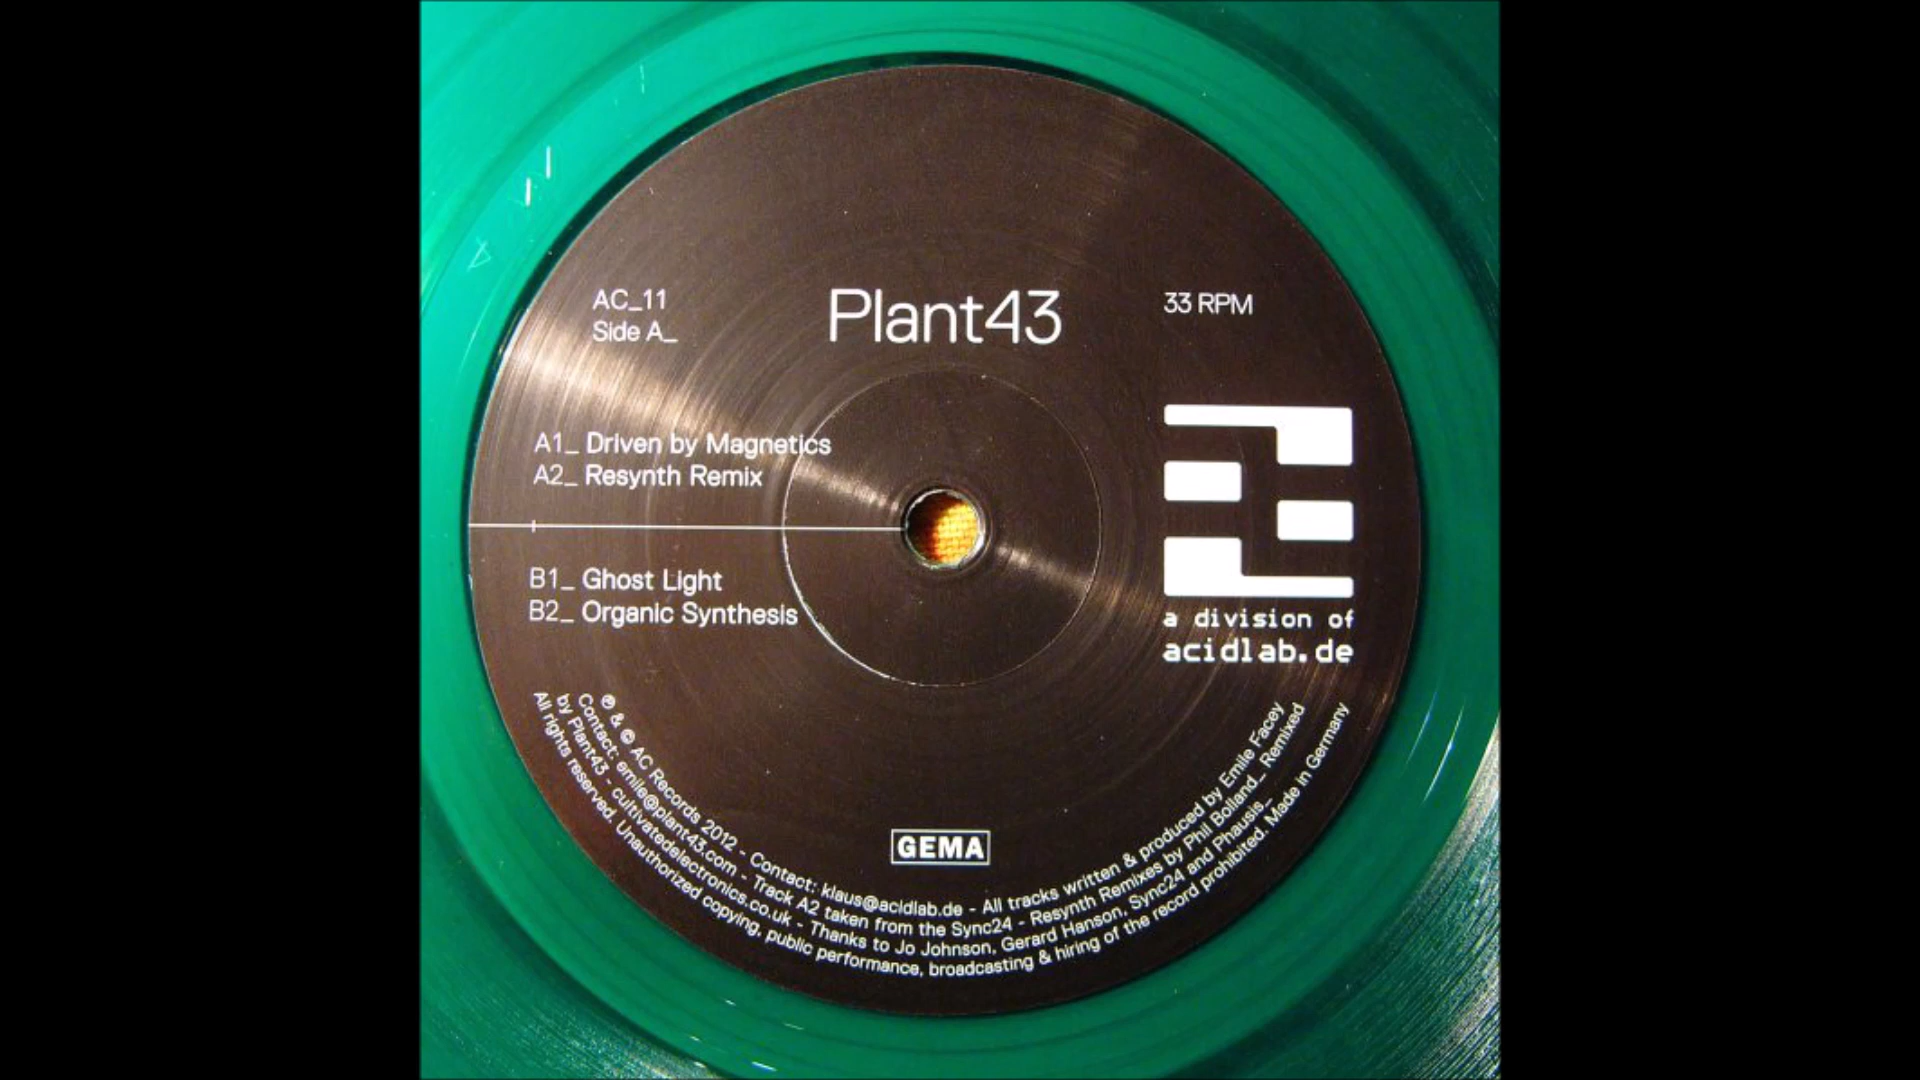 AC_11
Side A_
Plant43
33 RPM
A1_ Driven by Magnetics
A2_ Resynth Remix
B1_ Ghost Light
B2_ Organic Synthesis
a division of
acidlab.de
GEMA
℗ & © AC Records 2012 - Contact: klaus@acidlab.de - All tracks written & produced by Emile Facey
Contact: emile@plant43.com - Track A2 taken from the Sync24 - Resynth Remixes by Phil Bolland_ Remixed
by Plant43 - cultivatedelectronics.co.uk - Thanks to Jo Johnson, Gerard Hanson, Sync24 and Phausis_
All rights reserved. Unauthorized copying, public performance, broadcasting & hiring of the record prohibited. Made in Germany